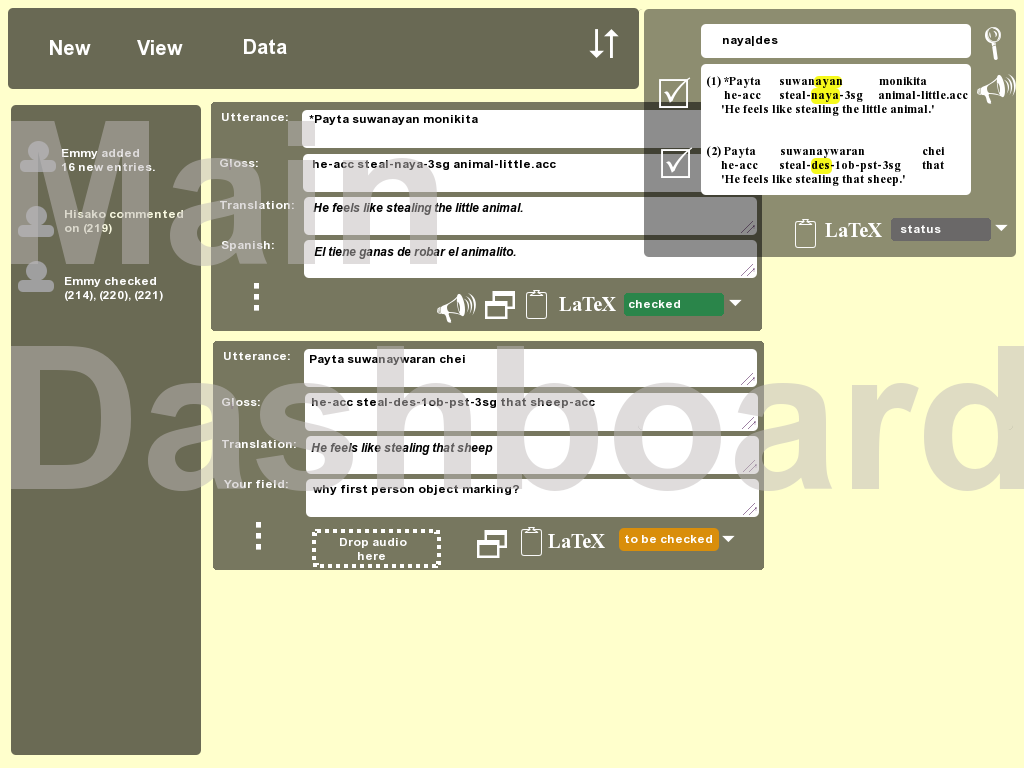 New View Data
naya|des
(1) *Payta suwanayan monikita
he-acc steal-naya-3sg animal-little.acc
'He feels like stealing the little animal.'
(2) Payta suwanaywaran chei
he-acc steal-des-1ob-pst-3sg that
'He feels like stealing that sheep.'
LaTeX status
Main
Dashboard
Emmy added
16 new entries.
Hisako commented
on (219)
Emmy checked
(214), (220), (221)
Utterance: *Payta suwanayan monikita
Gloss: he-acc steal-naya-3sg animal-little.acc
Translation: He feels like stealing the little animal.
Spanish: El tiene ganas de robar el animalito.
LaTeX checked
Utterance: Payta suwanaywaran chei
Gloss: he-acc steal-des-1ob-pst-3sg that sheep-acc
Translation: He feels like stealing that sheep
Your field: why first person object marking?
Drop audio
here
LaTeX to be checked